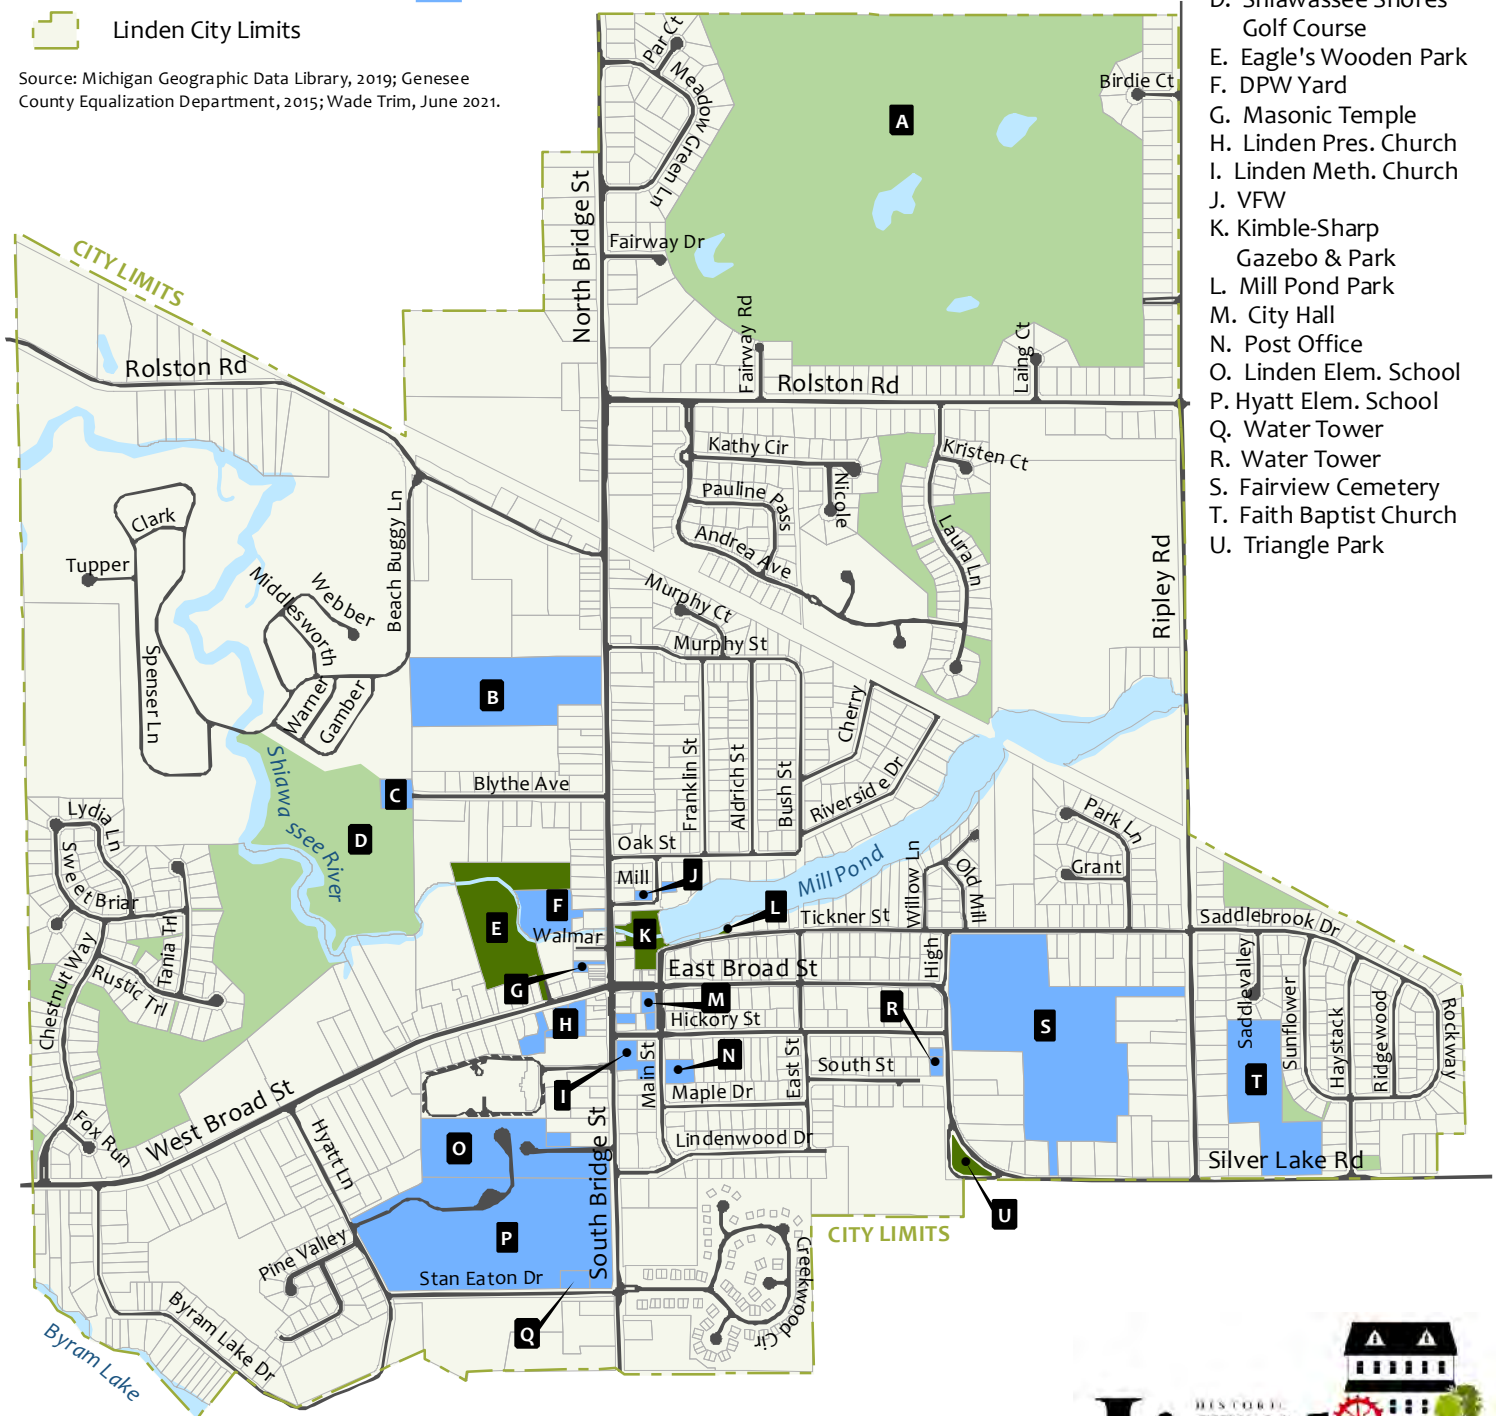 Linden City Limits
Source: Michigan Geographic Data Library, 2019; Genesee
County Equalization Department, 2015; Wade Trim, June 2021.
D. Shiawassee Shores
Golf Course
E. Eagle's Wooden Park
F. DPW Yard
G. Masonic Temple
H. Linden Pres. Church
I. Linden Meth. Church
J. VFW
K. Kimble-Sharp
Gazebo & Park
L. Mill Pond Park
M. City Hall
N. Post Office
O. Linden Elem. School
P. Hyatt Elem. School
Q. Water Tower
R. Water Tower
S. Fairview Cemetery
T. Faith Baptist Church
U. Triangle Park
Par Ct
Meadow Green Ln
Birdie Ct
A
North Bridge St
Fairway Dr
CITY LIMITS
Fairway Rd
Laing Ct
Rolston Rd
Rolston Rd
Kathy Cir
Kristen Ct
Nicole
Pauline Pass
Andrea Ave
Laura Ln
Beach Buggy Ln
Clark
Tupper
Webber
Middlesworth
Ripley Rd
Murphy Ct
Murphy St
Spenser Ln
Warner
Gamber
B
Cherry
Riverside Dr
Franklin St
Aldrich St
Bush St
Shiawa ssee River
Blythe Ave
C
D
Lydia Ln
Sweet Briar
Park Ln
Grant
Oak St
Mill
J
Mill Pond
Willow Ln
Old Mill
E
F
Walmar
K
L
Tickner St
Saddlebrook Dr
Chestnut Way
Rustic Trl
Tania Trl
G
East Broad St
High
Saddlevalley
Sunflower
Haystack
Ridgewood
Rockway
H
M
Hickory St
R
S
I
Main St
N
Maple Dr
East St
South St
T
West Broad St
Fox Run
Hyatt Ln
O
Lindenwood Dr
Silver Lake Rd
South Bridge St
U
CITY LIMITS
P
Pine Valley
Stan Eaton Dr
Creekwood Cir
Q
Byram Lake Dr
Byram Lake
HISTORIC